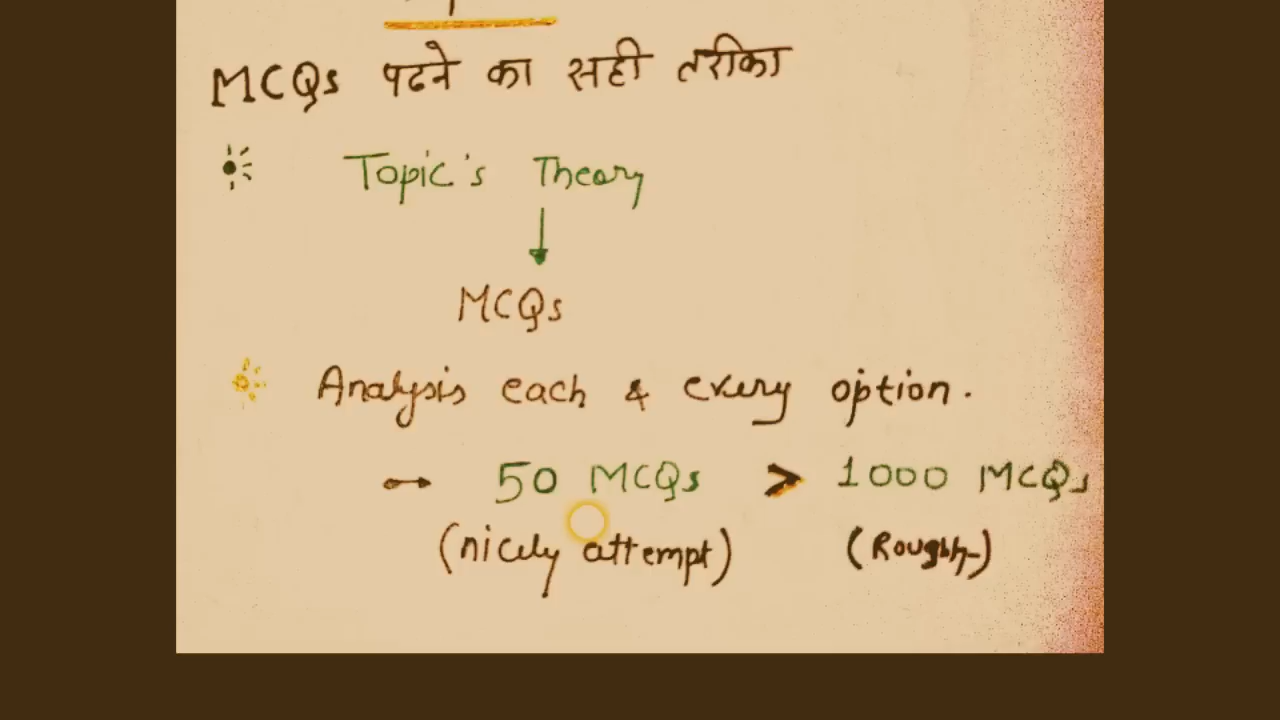 MCQs पढने का सही तरीका
Topic's Theory
MCQs
Analysis each & every option.
50 MCQs > 1000 MCQs
(nicely attempt) (Roughly)